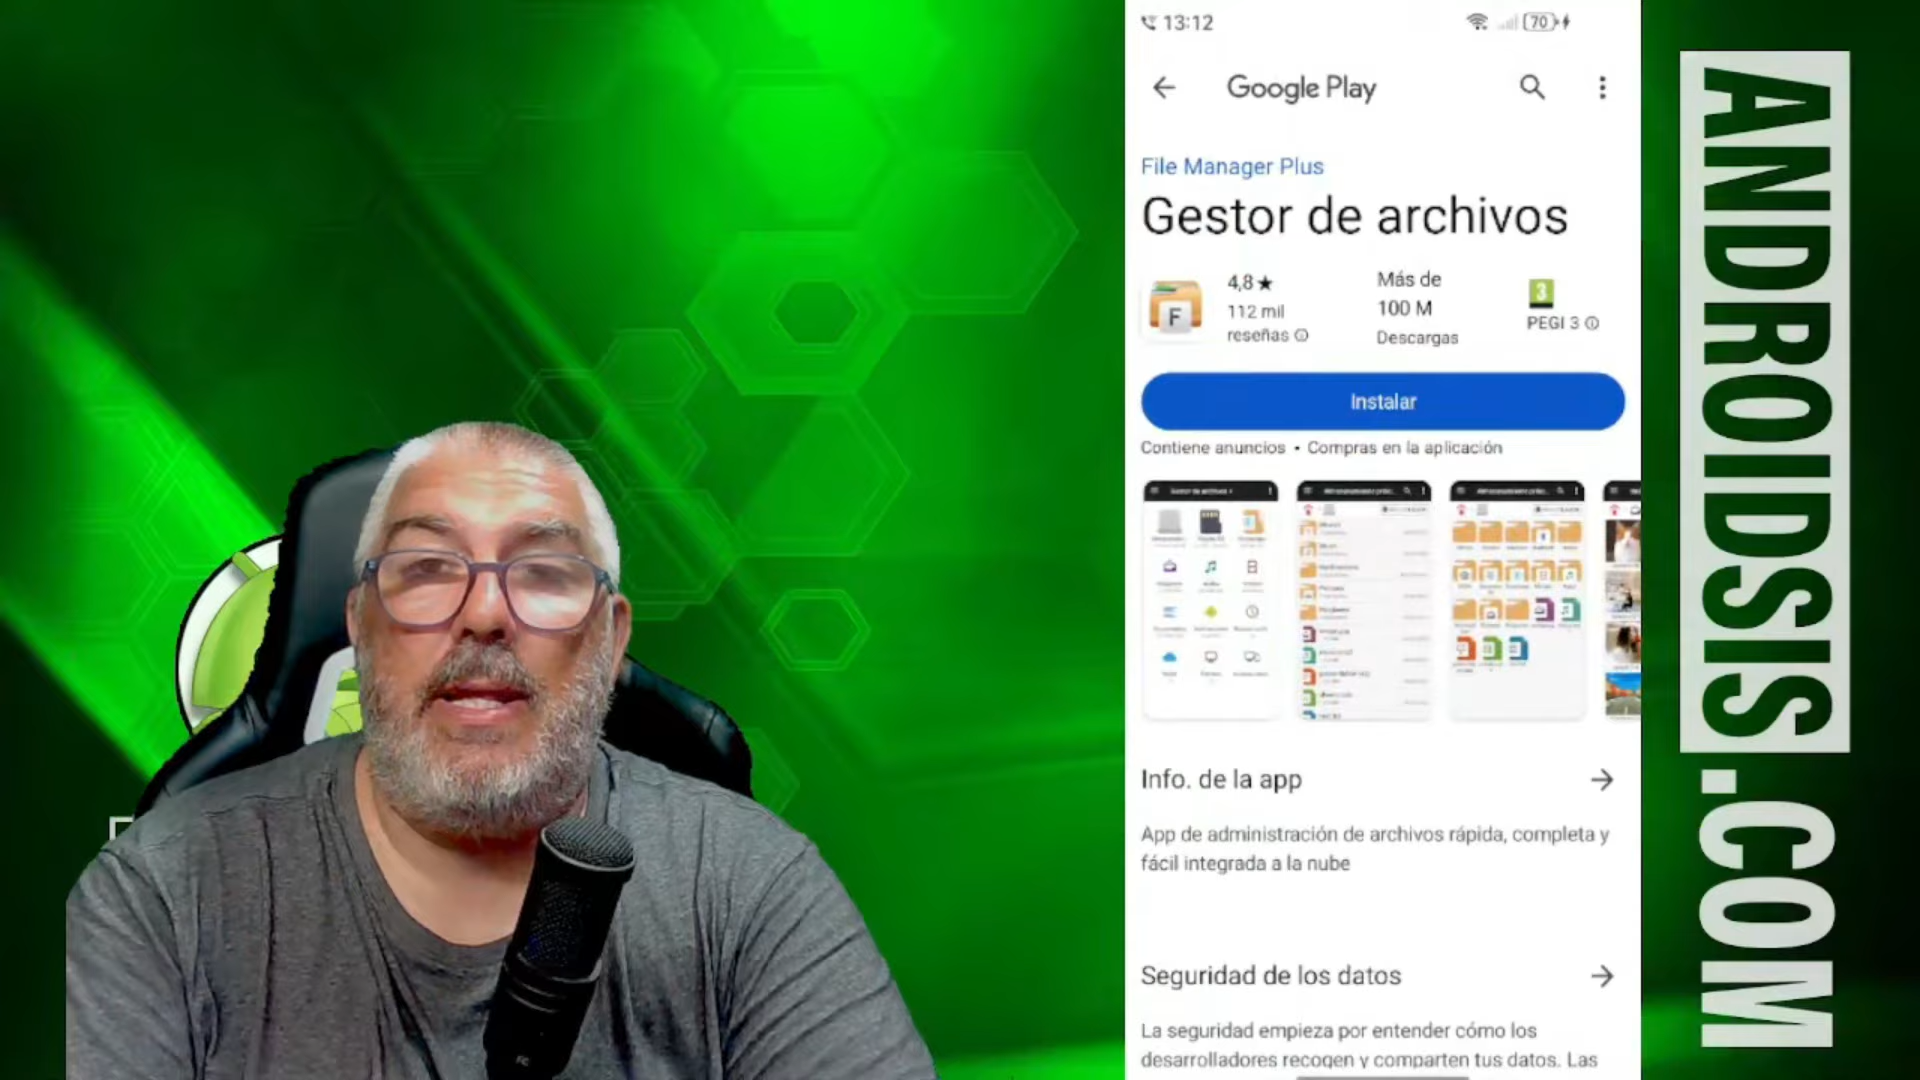 13:12
70
Google Play
File Manager Plus
Gestor de archivos
4,8★
112 mil
reseñas
Más de
100 M
Descargas
3
PEGI 3
F
Instalar
Contiene anuncios • Compras en la aplicación
Info. de la app
App de administración de archivos rápida, completa y
fácil integrada a la nube
Seguridad de los datos
La seguridad empieza por entender cómo los
desarrolladores recogen y comparten tus datos. Las
ANDROIDSIS.COM